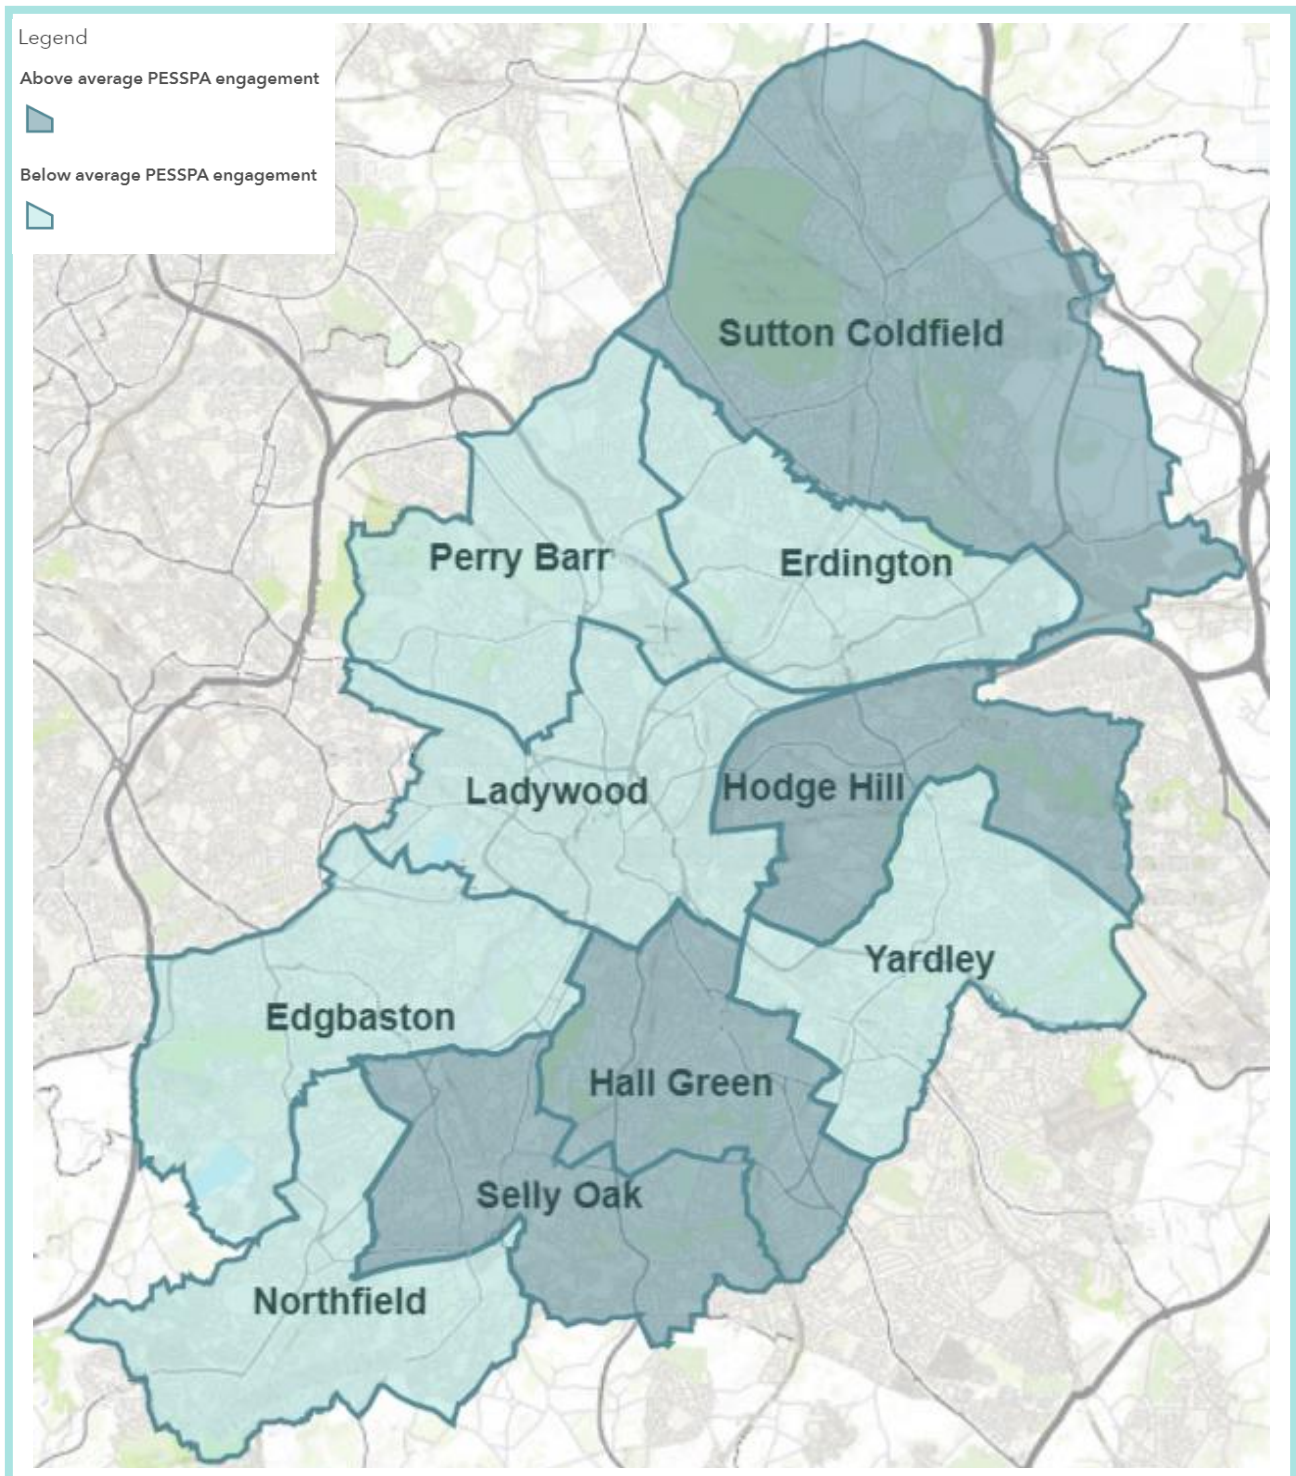 Legend
Above average PESSPA engagement
Below average PESSPA engagement
Sutton Coldfield
Perry Barr
Erdington
Ladywood
Hodge Hill
Yardley
Edgbaston
Hall Green
Selly Oak
Northfield